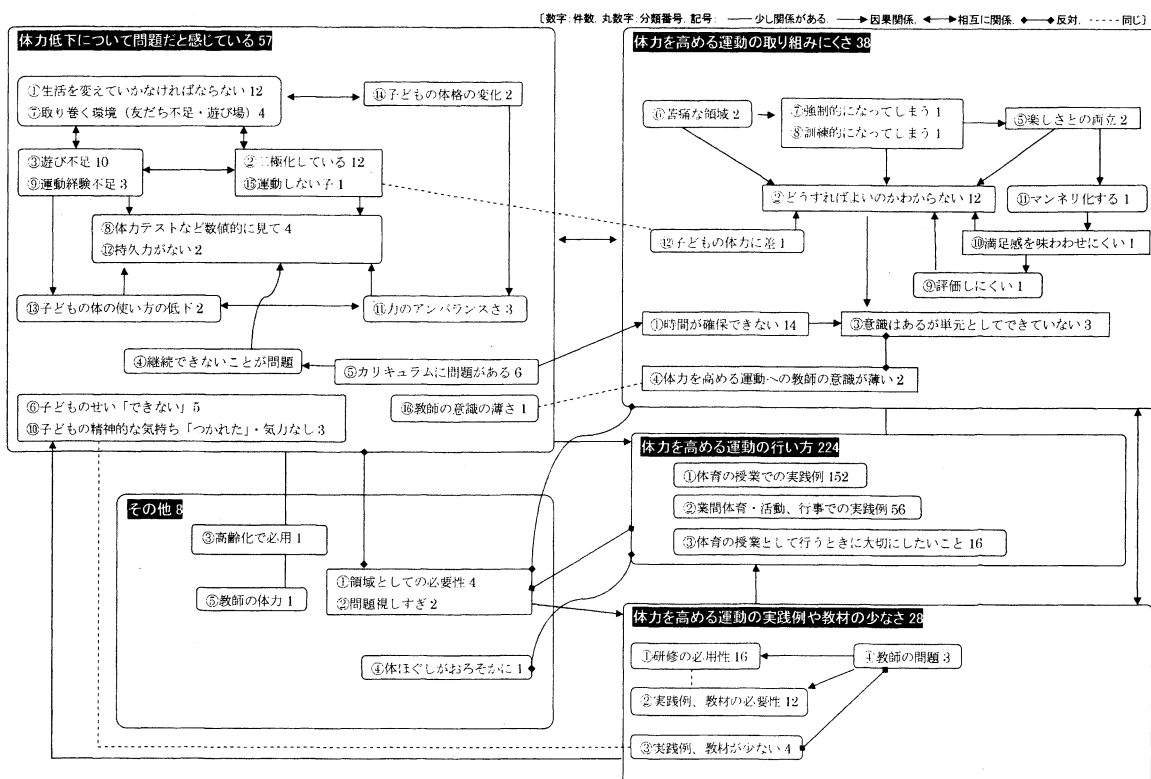 〔数字：件数，丸数字：分類番号，記号： 少し関係がある， 因果関係， 相互に関係， 反対， 同じ〕
体力低下について問題だと感じている 57
①生活を変えていかなければならない 12
⑦取り巻く環境（友だち不足・遊び場）4
⑭子どもの体格の変化 2
③遊び不足 10
⑨運動経験不足 3
②二極化している 12
⑮運動しない子 1
⑧体力テストなど数値的に見て 4
⑫持久力がない 2
⑬子どもの体の使い方の低下 2
⑪力のアンバランスさ 3
④継続できないことが問題
⑤カリキュラムに問題がある 6
⑯教師の意識の薄さ 1
⑥子どものせい「できない」5
⑩子どもの精神的な気持ち「つかれた」・気力なし 3
体力を高める運動の取り組みにくさ 38
⑥苦痛な領域 2
⑦強制的になってしまう 1
⑧訓練的になってしまう 1
⑤楽しさとの両立 2
②どうすればよいのかわからない 12
⑪マンネリ化する 1
⑫子どもの体力に差 1
⑩満足感を味わわせにくい 1
⑨評価しにくい 1
①時間が確保できない 14
③意識はあるが単元としてできていない 3
④体力を高める運動への教師の意識が薄い 2
体力を高める運動の行い方 224
①体育の授業での実践例 152
②業間体育・活動、行事での実践例 56
③体育の授業として行うときに大切にしたいこと 16
その他 8
③高齢化で必用 1
⑤教師の体力 1
①領域としての必要性 4
②問題視しすぎ 2
④体ほぐしがおろそかに 1
体力を高める運動の実践例や教材の少なさ 28
①研修の必用性 16
④教師の問題 3
②実践例、教材の必要性 12
③実践例、教材が少ない 4